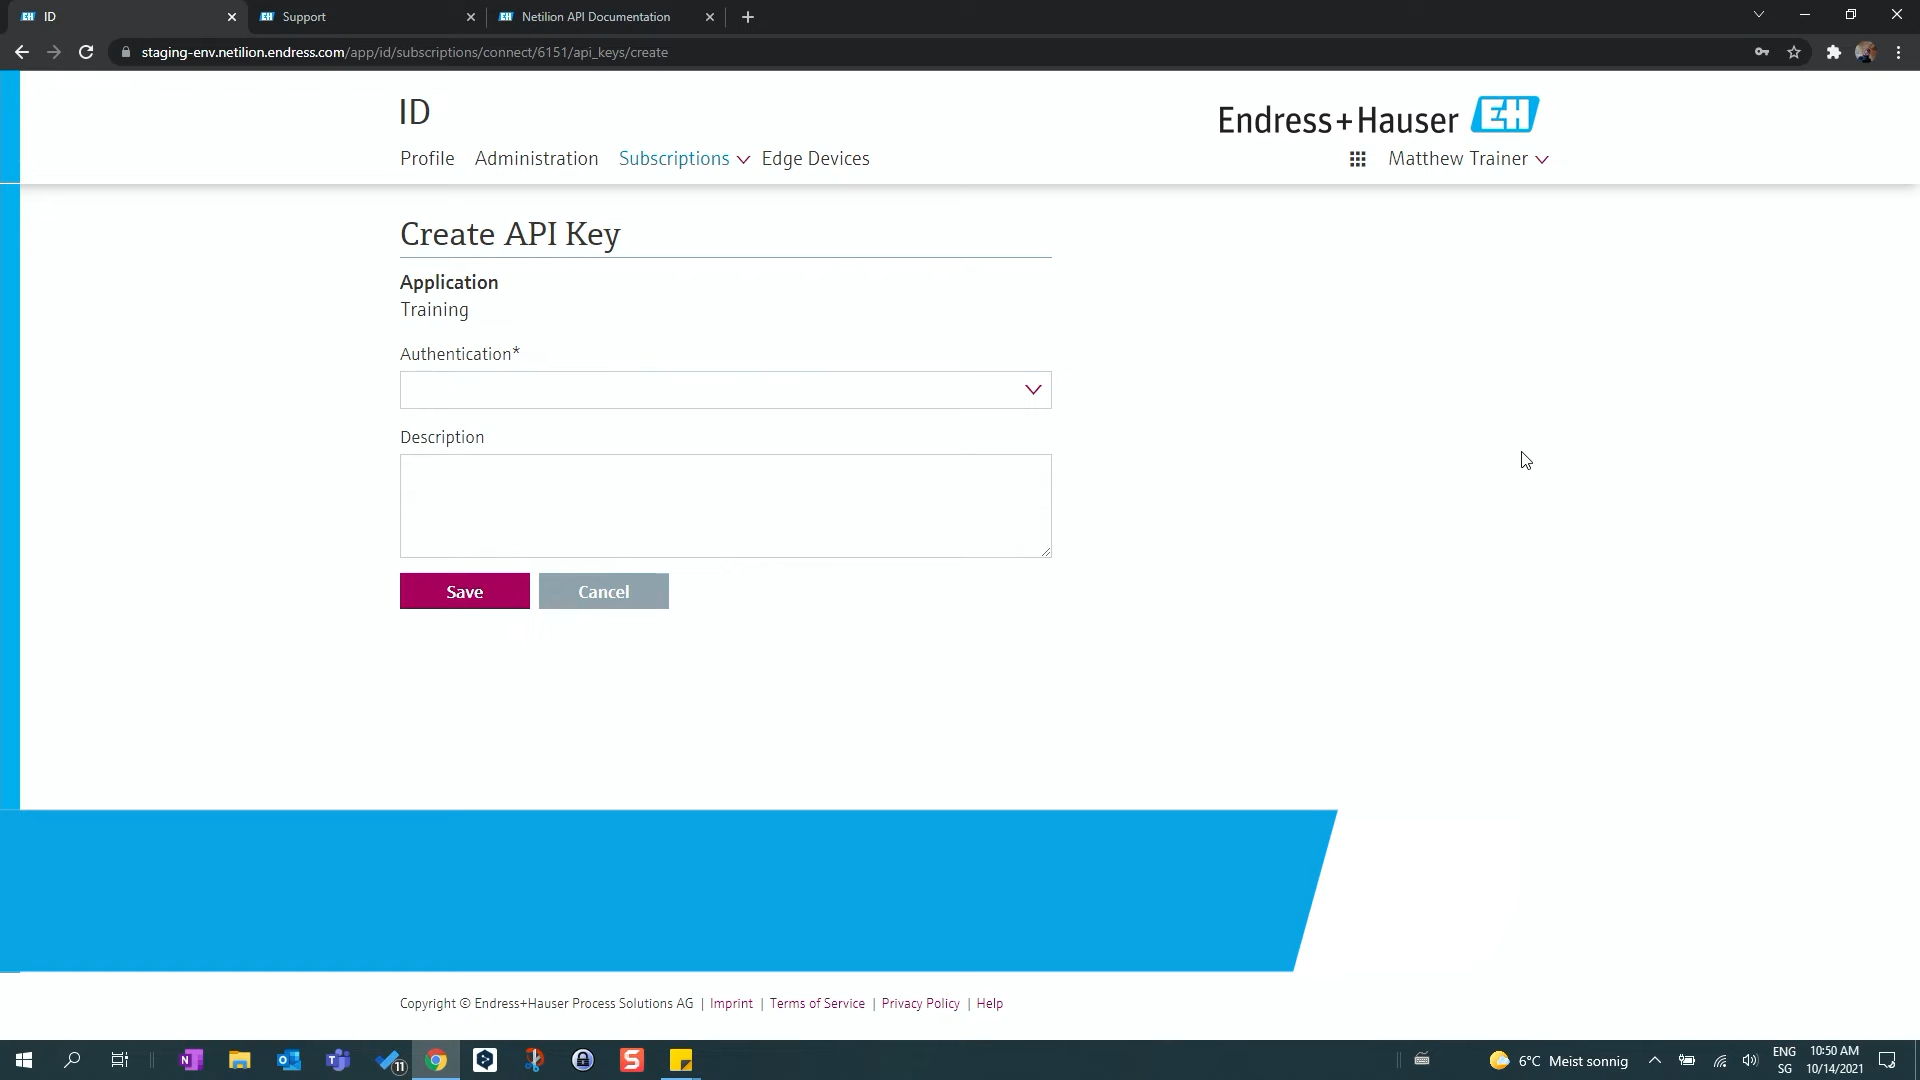 ID
Support
Netilion API Documentation
staging-env.netilion.endress.com/app/id/subscriptions/connect/6151/api_keys/create
ID
Endress+Hauser EH
Profile Administration Subscriptions Edge Devices
Matthew Trainer
Create API Key
Application
Training
Authentication*
Description
Save Cancel
Copyright © Endress+Hauser Process Solutions AG | Imprint | Terms of Service | Privacy Policy | Help
11
6°C Meist sonnig
ENG
SG
10:50 AM
10/14/2021